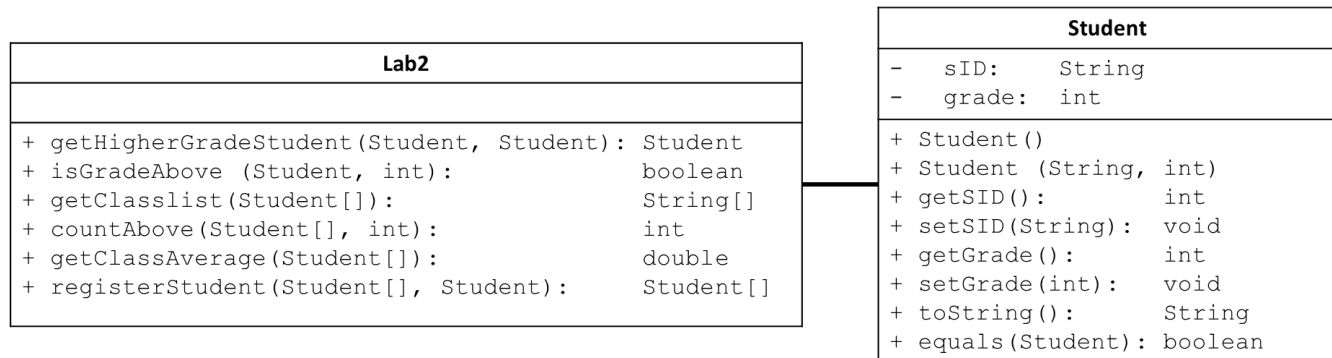 Lab2
+ getHigherGradeStudent(Student, Student): Student
+ isGradeAbove (Student, int): boolean
+ getClasslist(Student[]): String[]
+ countAbove(Student[], int): int
+ getClassAverage(Student[]): double
+ registerStudent(Student[], Student): Student[]
Student
- sID: String
- grade: int
+ Student()
+ Student (String, int)
+ getSID(): int
+ setSID(String): void
+ getGrade(): int
+ setGrade(int): void
+ toString(): String
+ equals(Student): boolean